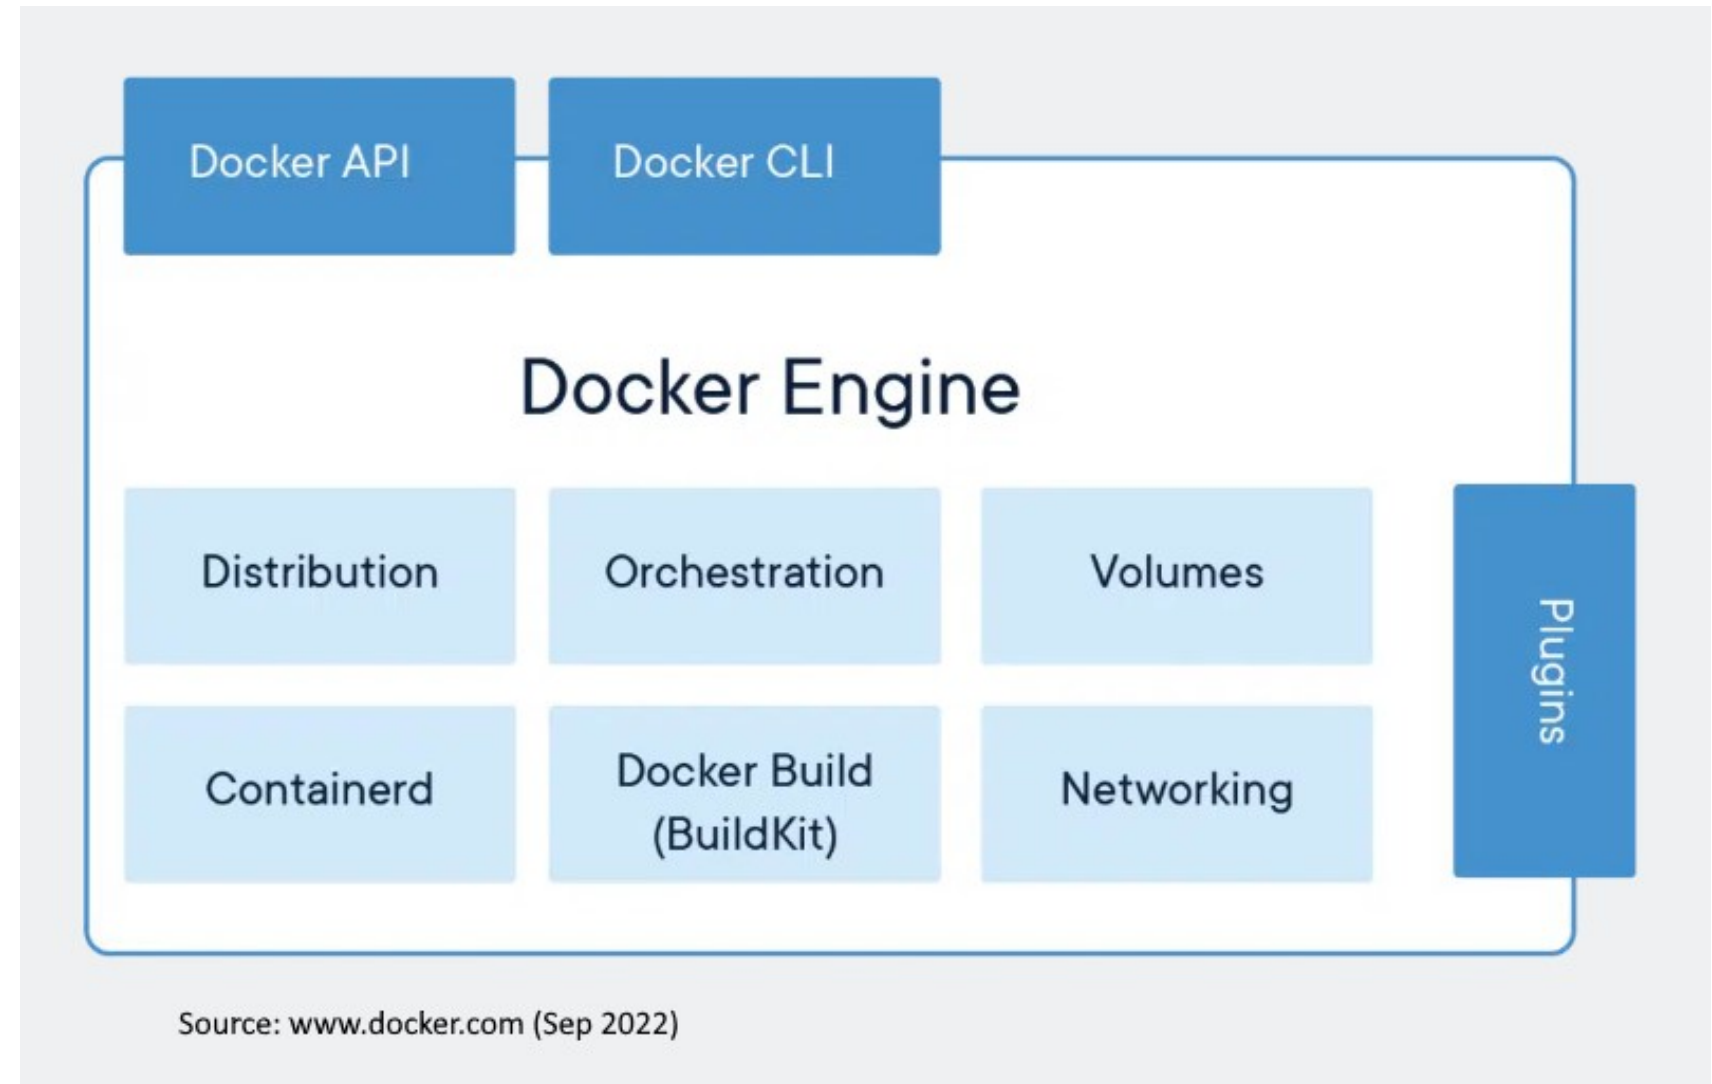 Docker API
Docker CLI
Docker Engine
Distribution
Orchestration
Volumes
Containerd
Docker Build
(BuildKit)
Networking
Plugins
Source: www.docker.com (Sep 2022)